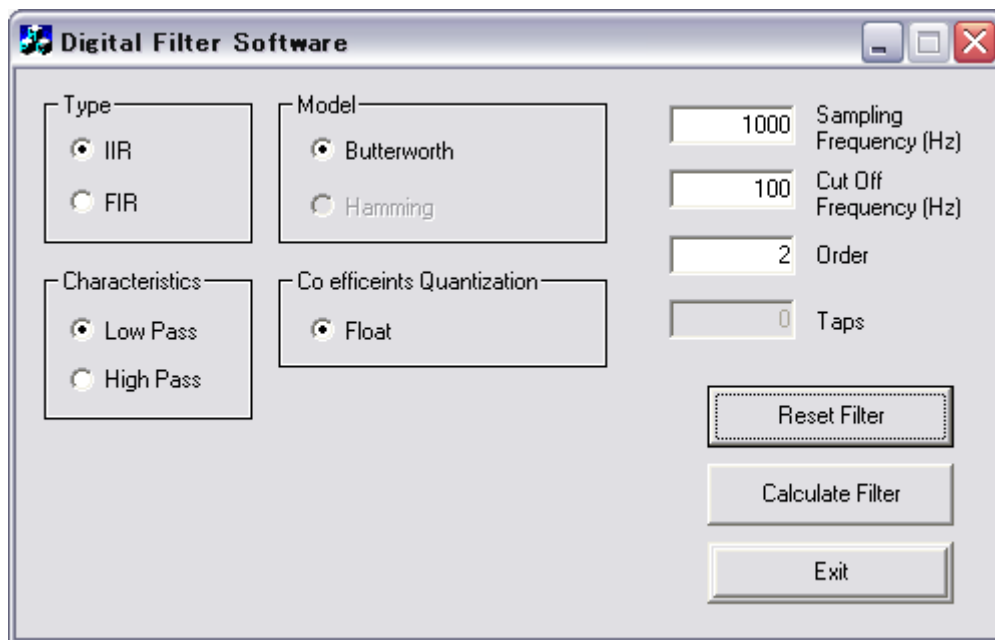 Digital Filter Software
Type
IIR
FIR
Model
Butterworth
Hamming
Characteristics
Low Pass
High Pass
Co efficeints Quantization
Float
1000
Sampling
Frequency (Hz)
100
Cut Off
Frequency (Hz)
2
Order
0
Taps
Reset Filter
Calculate Filter
Exit